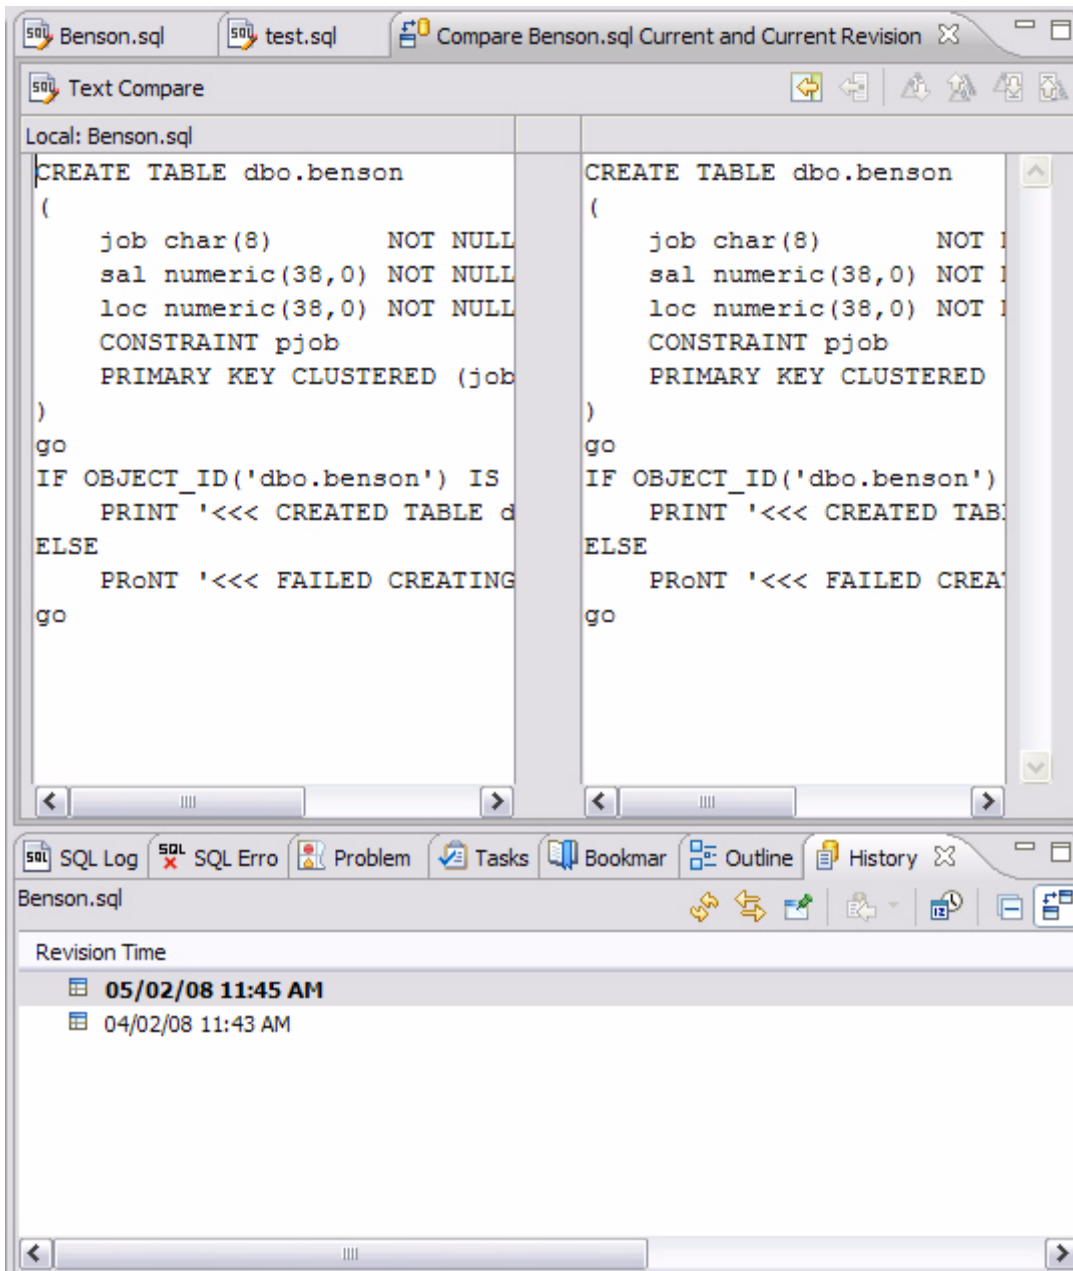 Benson.sql test.sql Compare Benson.sql Current and Current Revision
Text Compare
Local: Benson.sql
CREATE TABLE dbo.benson
(
job char(8) NOT NULL
sal numeric(38,0) NOT NULL
loc numeric(38,0) NOT NULL
CONSTRAINT pjob
PRIMARY KEY CLUSTERED (job
)
go
IF OBJECT_ID('dbo.benson') IS
PRINT '<<< CREATED TABLE d
ELSE
PRoNT '<<< FAILED CREATING
go
CREATE TABLE dbo.benson
(
job char(8) NOT
sal numeric(38,0) NOT
loc numeric(38,0) NOT
CONSTRAINT pjob
PRIMARY KEY CLUSTERED
)
go
IF OBJECT_ID('dbo.benson')
PRINT '<<< CREATED TAB
ELSE
PRoNT '<<< FAILED CREA
go
SQL Log SQL Erro Problem Tasks Bookmar Outline History
Benson.sql
Revision Time
05/02/08 11:45 AM
04/02/08 11:43 AM